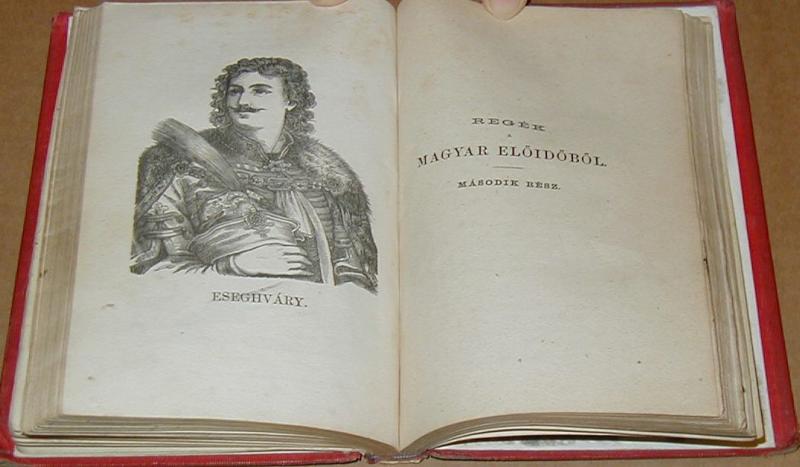 ESEGHVÁRY.
REGÉK
A
MAGYAR ELŐIDŐBŐL.
MÁSODIK RÉSZ.